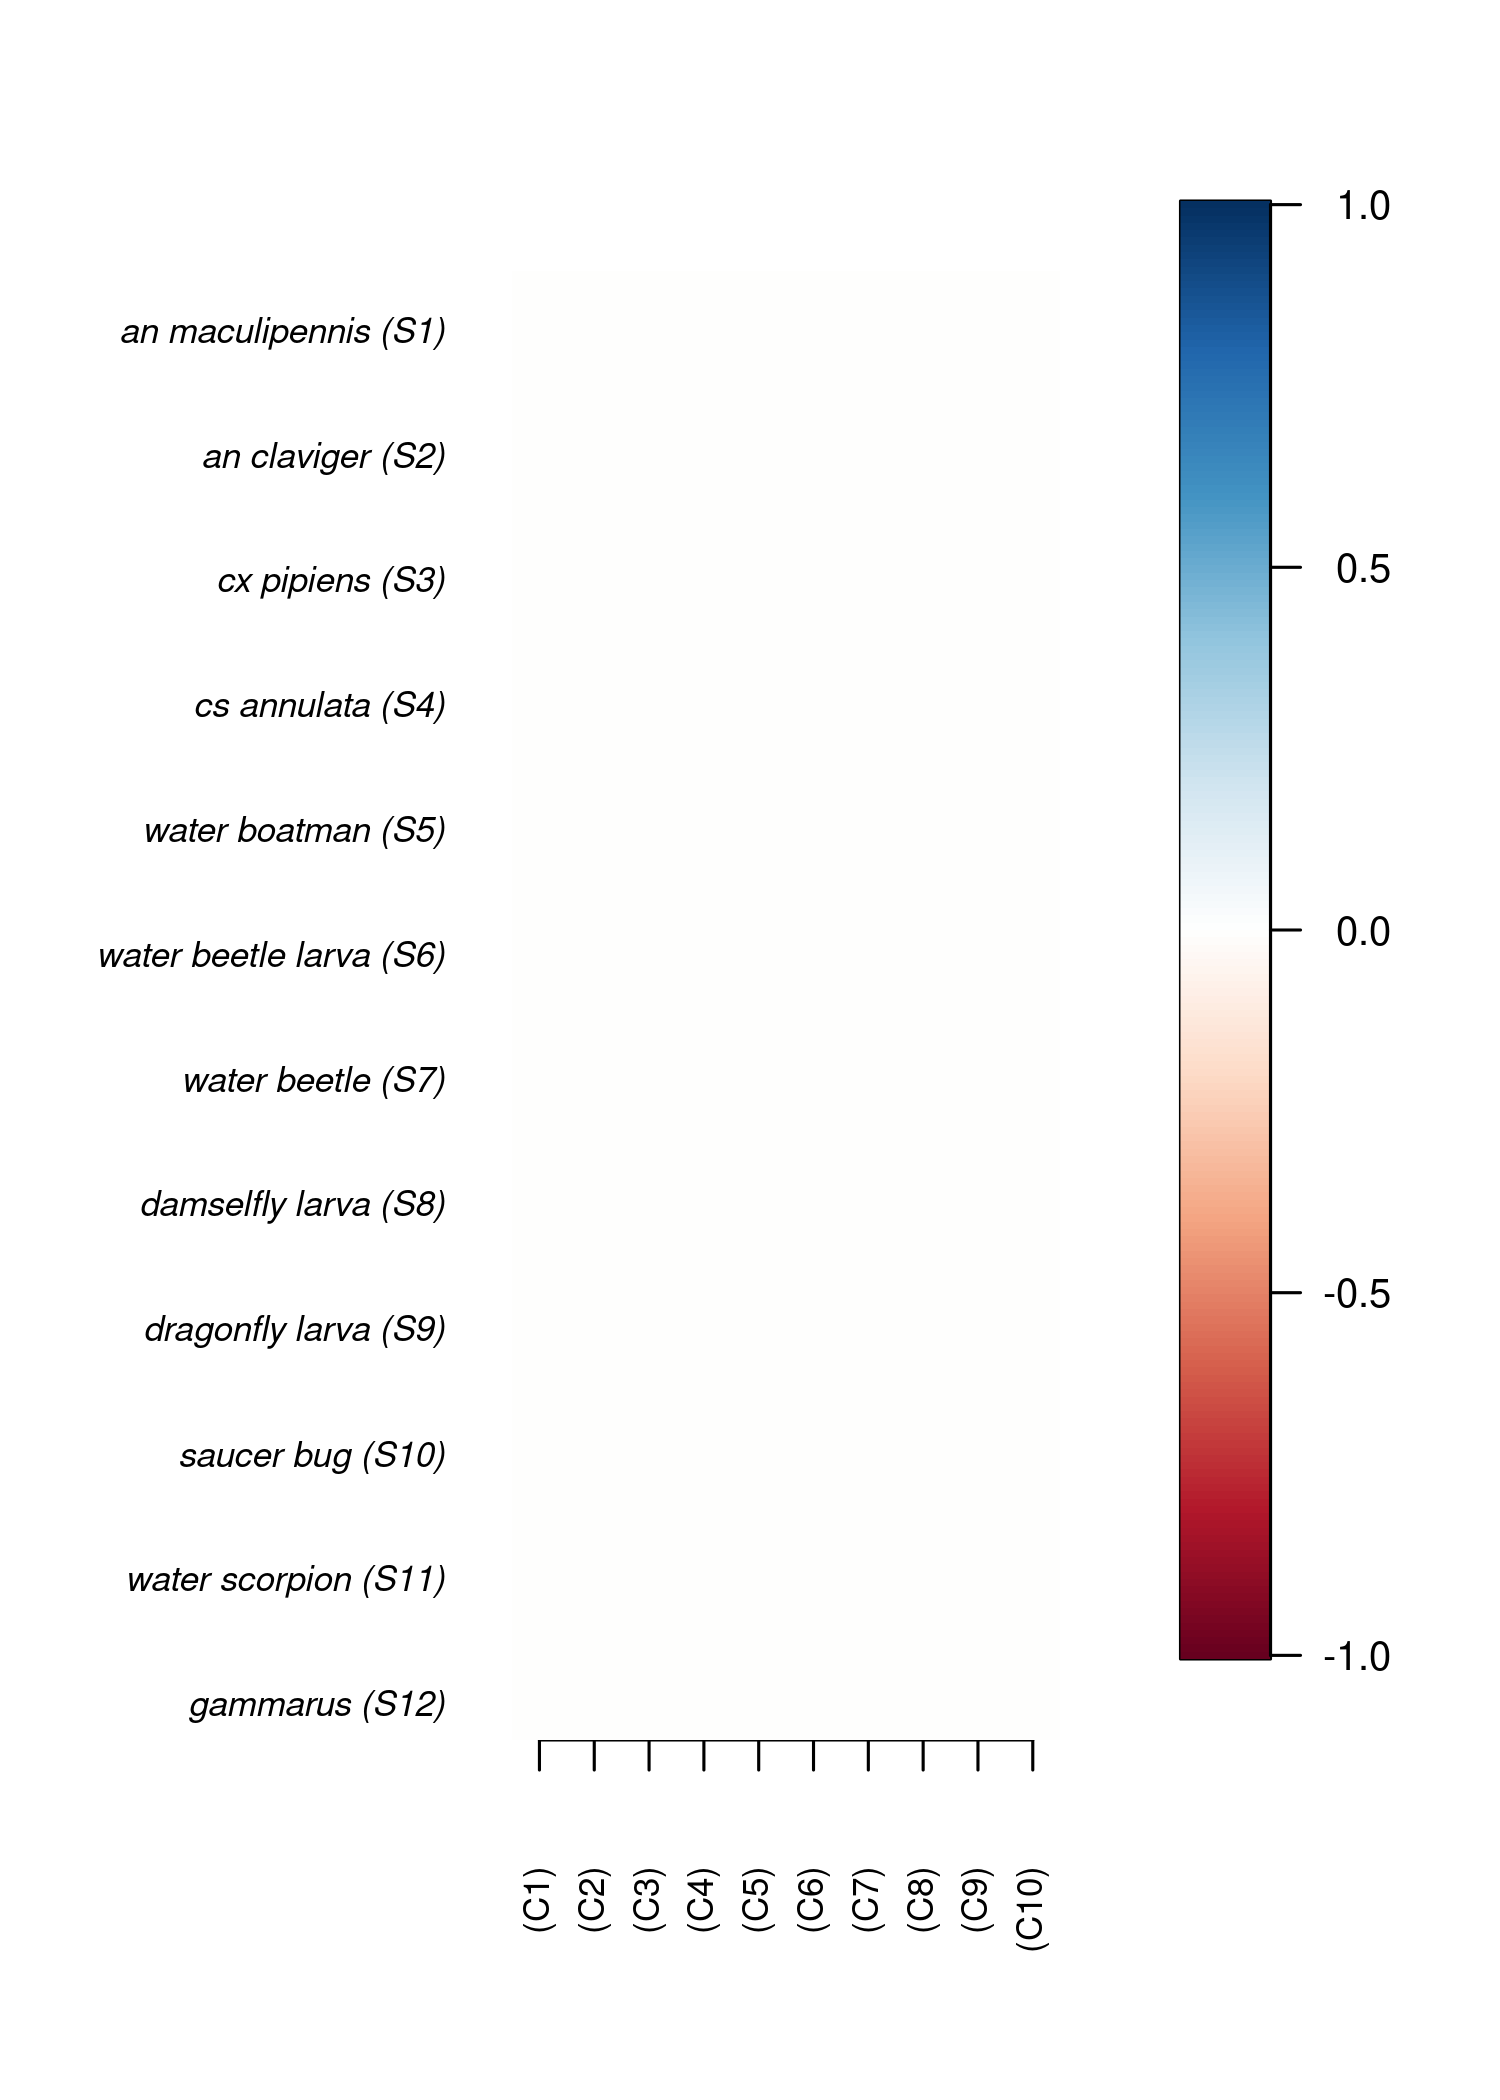 an maculipennis (S1)
an claviger (S2)
cx pipiens (S3)
cs annulata (S4)
water boatman (S5)
water beetle larva (S6)
water beetle (S7)
damselfly larva (S8)
dragonfly larva (S9)
saucer bug (S10)
water scorpion (S11)
gammarus (S12)
(C1)
(C2)
(C3)
(C4)
(C5)
(C6)
(C7)
(C8)
(C9)
(C10)
1.0
0.5
0.0
-0.5
-1.0